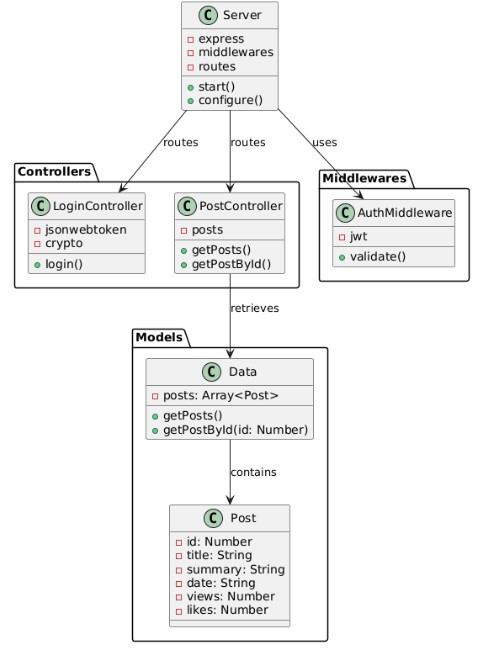 C Server
express
middlewares
routes
start()
configure()
routes
routes
uses
Controllers
C LoginController
jsonwebtoken
crypto
login()
C PostController
posts
getPosts()
getPostById()
Middlewares
C AuthMiddleware
jwt
validate()
retrieves
Models
C Data
posts: Array<Post>
getPosts()
getPostById(id: Number)
contains
C Post
id: Number
title: String
summary: String
date: String
views: Number
likes: Number